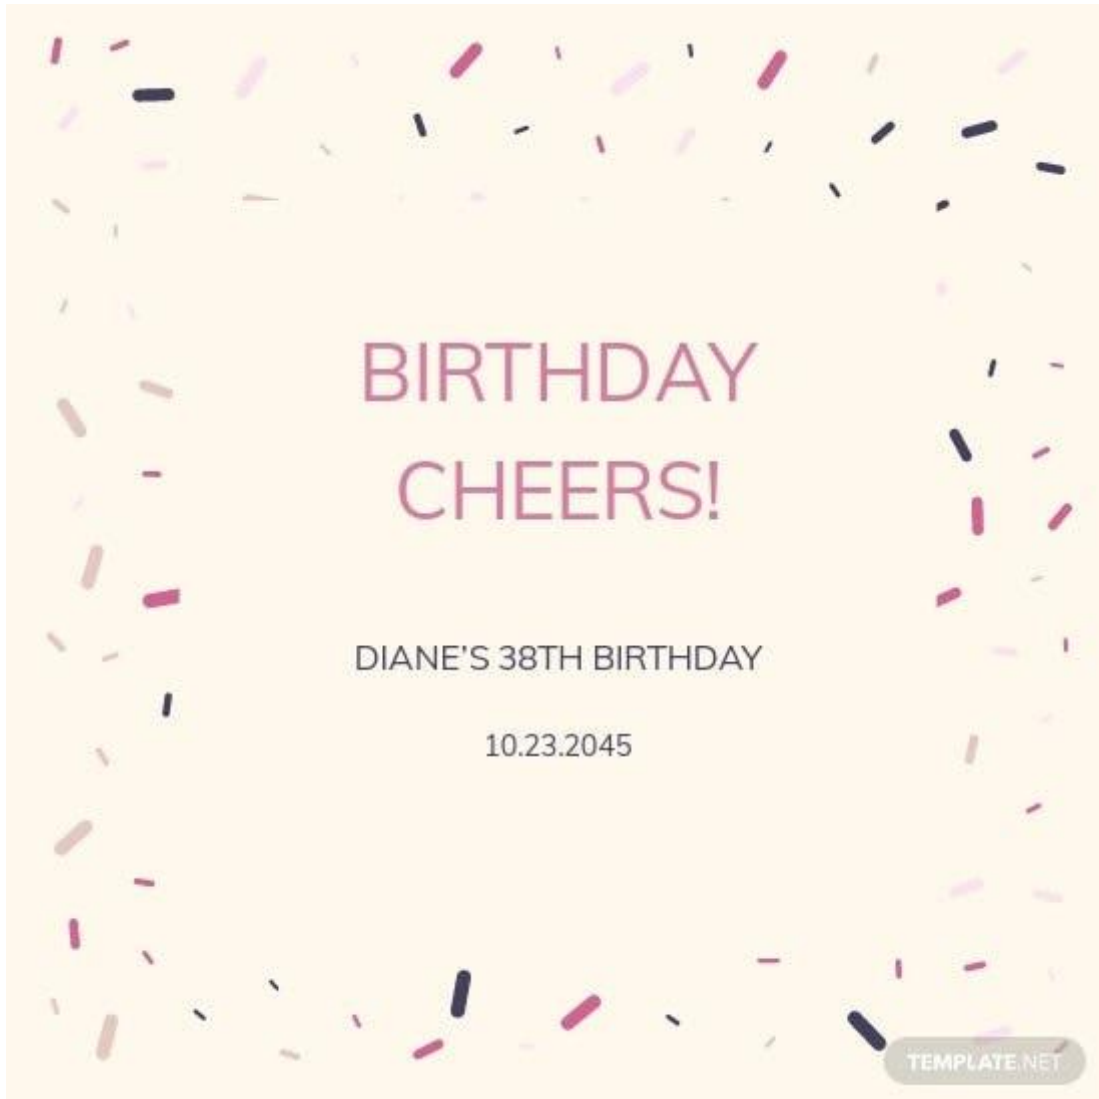 BIRTHDAY
CHEERS!
DIANE’S 38TH BIRTHDAY
10.23.2045
TEMPLATE.NET